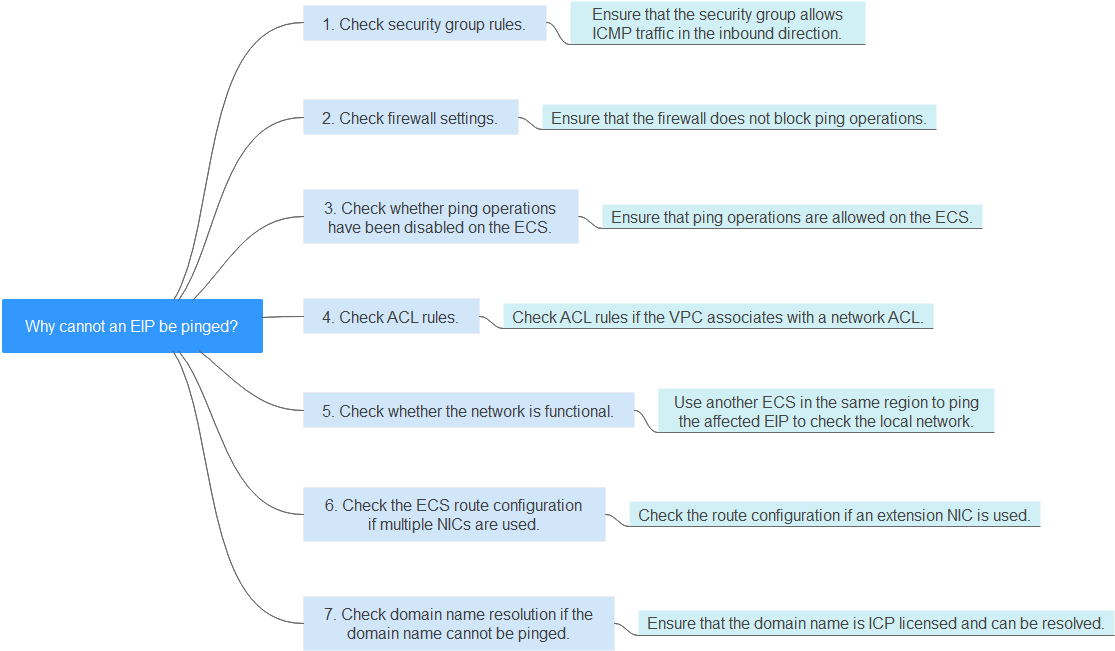 1. Check security group rules.
Ensure that the security group allows
ICMP traffic in the inbound direction.
2. Check firewall settings.
Ensure that the firewall does not block ping operations.
3. Check whether ping operations
have been disabled on the ECS.
Ensure that ping operations are allowed on the ECS.
Why cannot an EIP be pinged?
4. Check ACL rules.
Check ACL rules if the VPC associates with a network ACL.
5. Check whether the network is functional.
Use another ECS in the same region to ping
the affected EIP to check the local network.
6. Check the ECS route configuration
if multiple NICs are used.
Check the route configuration if an extension NIC is used.
7. Check domain name resolution if the
domain name cannot be pinged.
Ensure that the domain name is ICP licensed and can be resolved.